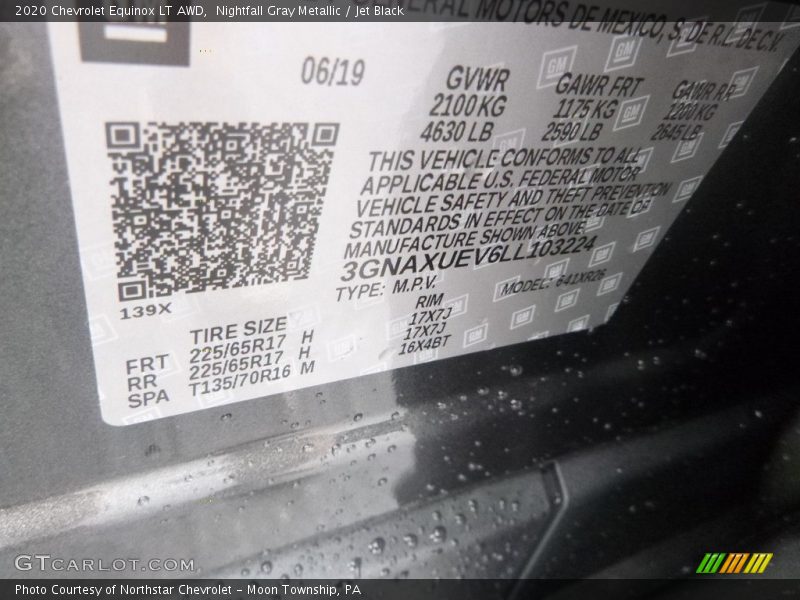 2020 Chevrolet Equinox LT AWD, Nightfall Gray Metallic / Jet Black
GENERAL MOTORS DE MEXICO, S. DE R.L. DE C.V.
06/19
GVWR GAWR FRT GAWR RR
2100 KG 1175 KG 1200 KG
4630 LB 2590 LB 2645 LB
THIS VEHICLE CONFORMS TO ALL
APPLICABLE U.S. FEDERAL MOTOR
VEHICLE SAFETY AND THEFT PREVENTION
STANDARDS IN EFFECT ON THE DATE OF
MANUFACTURE SHOWN ABOVE
3GNAXUEV6LL103224
139X
TYPE: M.P.V. MODEL: 641XR26
TIRE SIZE RIM
FRT 225/65R17 H 17X7J
RR 225/65R17 H 17X7J
SPA T135/70R16 M 16X4BT
GTCARLOT.COM
Photo Courtesy of Northstar Chevrolet – Moon Township, PA